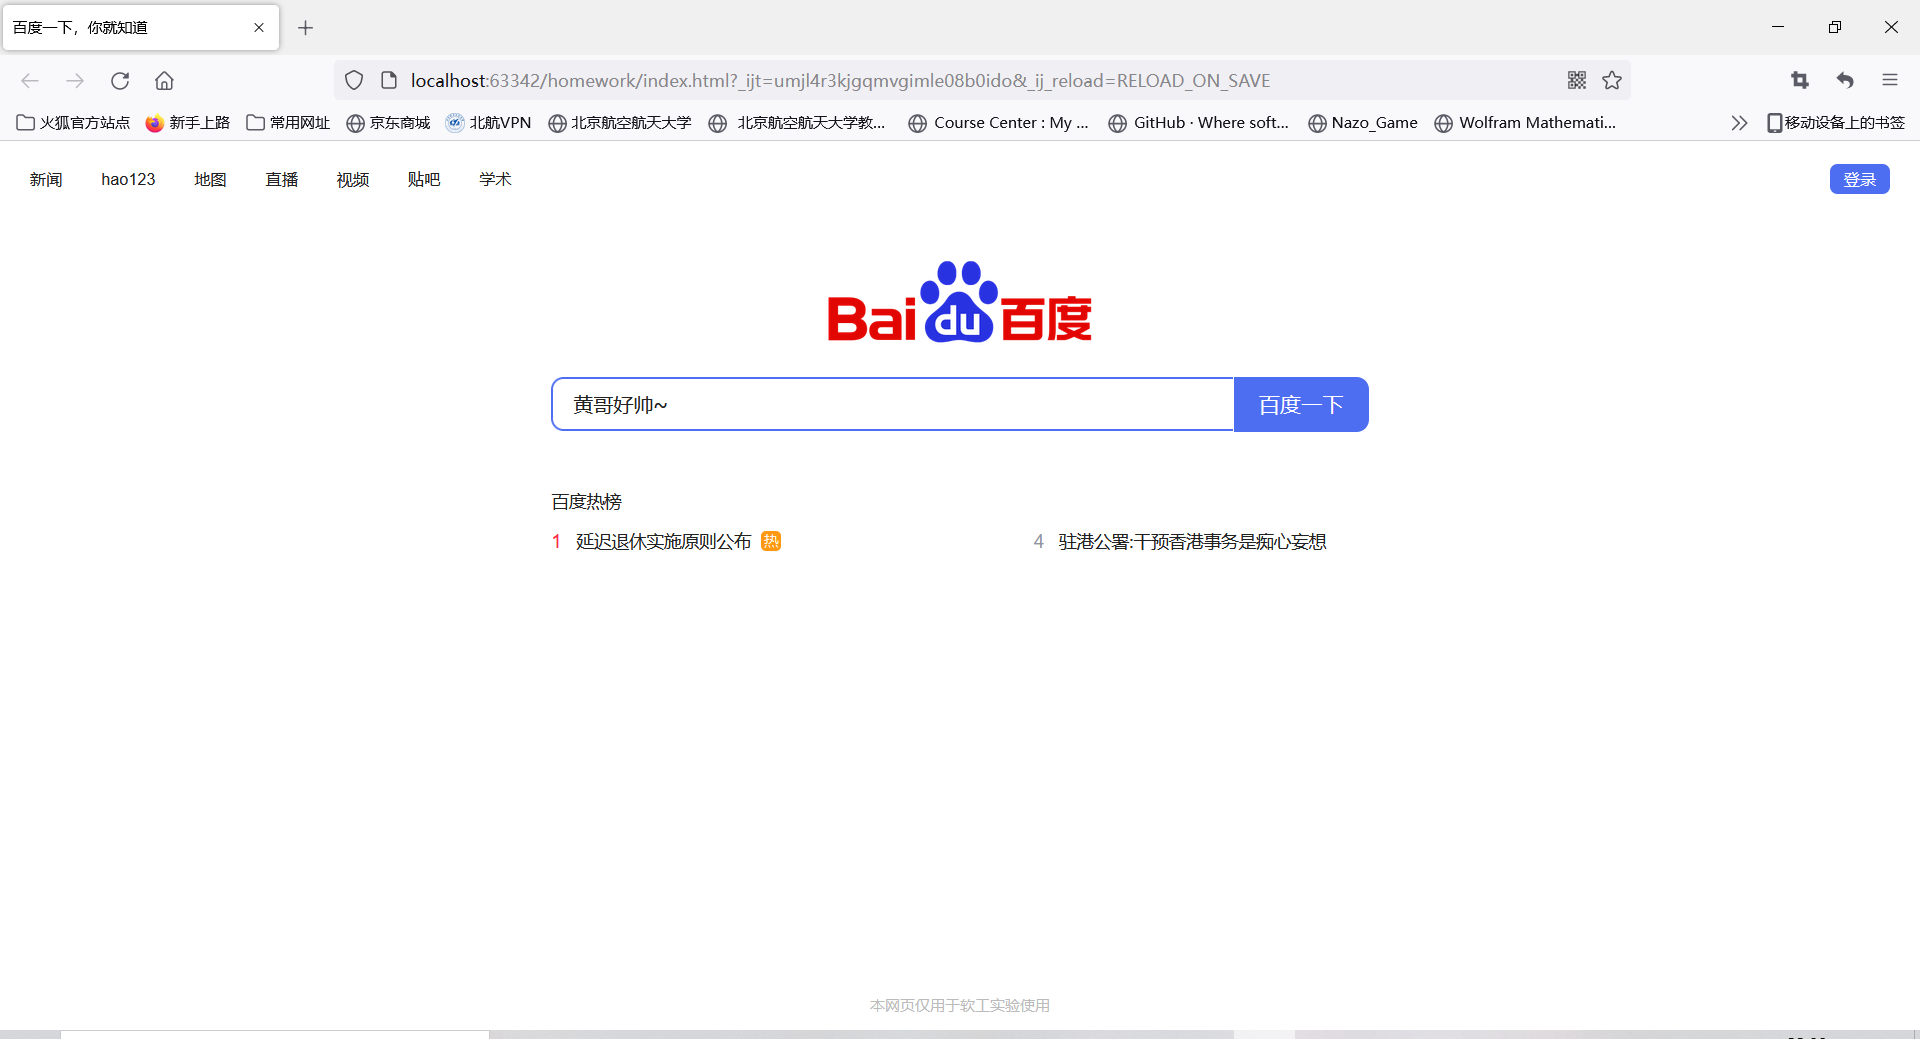 百度一下，你就知道
localhost:63342/homework/index.html?_ijt=umjl4r3kjgqmvgimle08b0ido&_ij_reload=RELOAD_ON_SAVE
火狐官方站点 新手上路 常用网址 京东商城 北航VPN 北京航空航天大学 北京航空航天大学教... Course Center : My ... GitHub · Where soft... Nazo_Game Wolfram Mathemati... 移动设备上的书签
新闻 hao123 地图 直播 视频 贴吧 学术 登录
Bai du 百度
黄哥好帅~ 百度一下
百度热榜
1 延迟退休实施原则公布 热 4 驻港公署:干预香港事务是痴心妄想
本网页仅用于软工实验使用